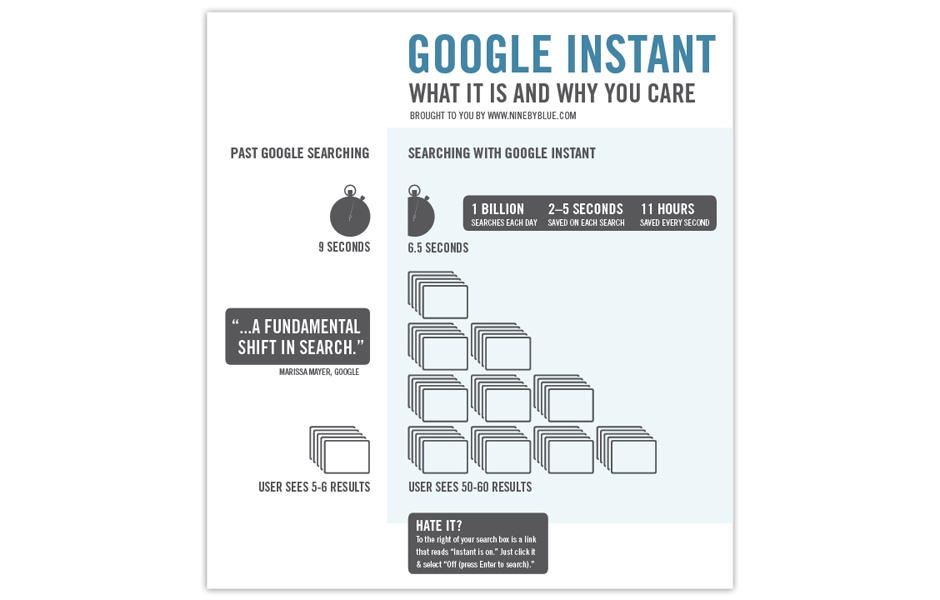 GOOGLE INSTANT
WHAT IT IS AND WHY YOU CARE
BROUGHT TO YOU BY WWW.NINEBYBLUE.COM
PAST GOOGLE SEARCHING
9 SECONDS
“...A FUNDAMENTAL
SHIFT IN SEARCH.”
MARISSA MAYER, GOOGLE
USER SEES 5-6 RESULTS
SEARCHING WITH GOOGLE INSTANT
6.5 SECONDS
1 BILLION
SEARCHES EACH DAY
2–5 SECONDS
SAVED ON EACH SEARCH
11 HOURS
SAVED EVERY SECOND
USER SEES 50-60 RESULTS
HATE IT?
To the right of your search box is a link
that reads “Instant is on.” Just click it
& select “Off (press Enter to search).”